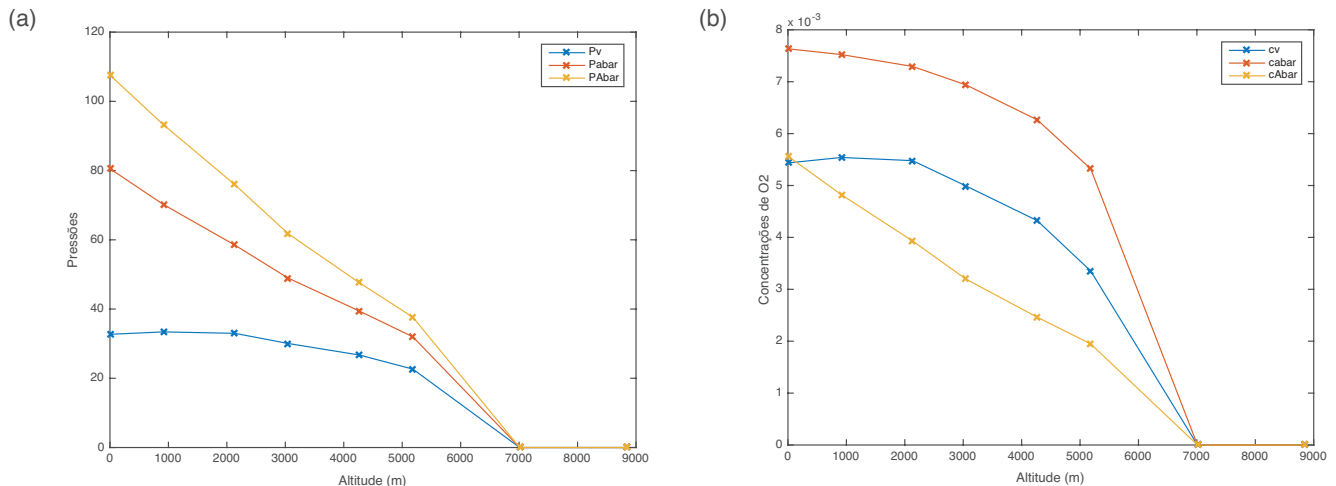 (a)
120
100
80
60
40
20
0
Pressões
Pv
Pabar
PAbar
0 1000 2000 3000 4000 5000 6000 7000 8000 9000
Altitude (m)
(b)
8 × 10⁻³
7
6
5
4
3
2
1
0
Concentrações de O2
cv
cabar
cAbar
0 1000 2000 3000 4000 5000 6000 7000 8000 9000
Altitude (m)